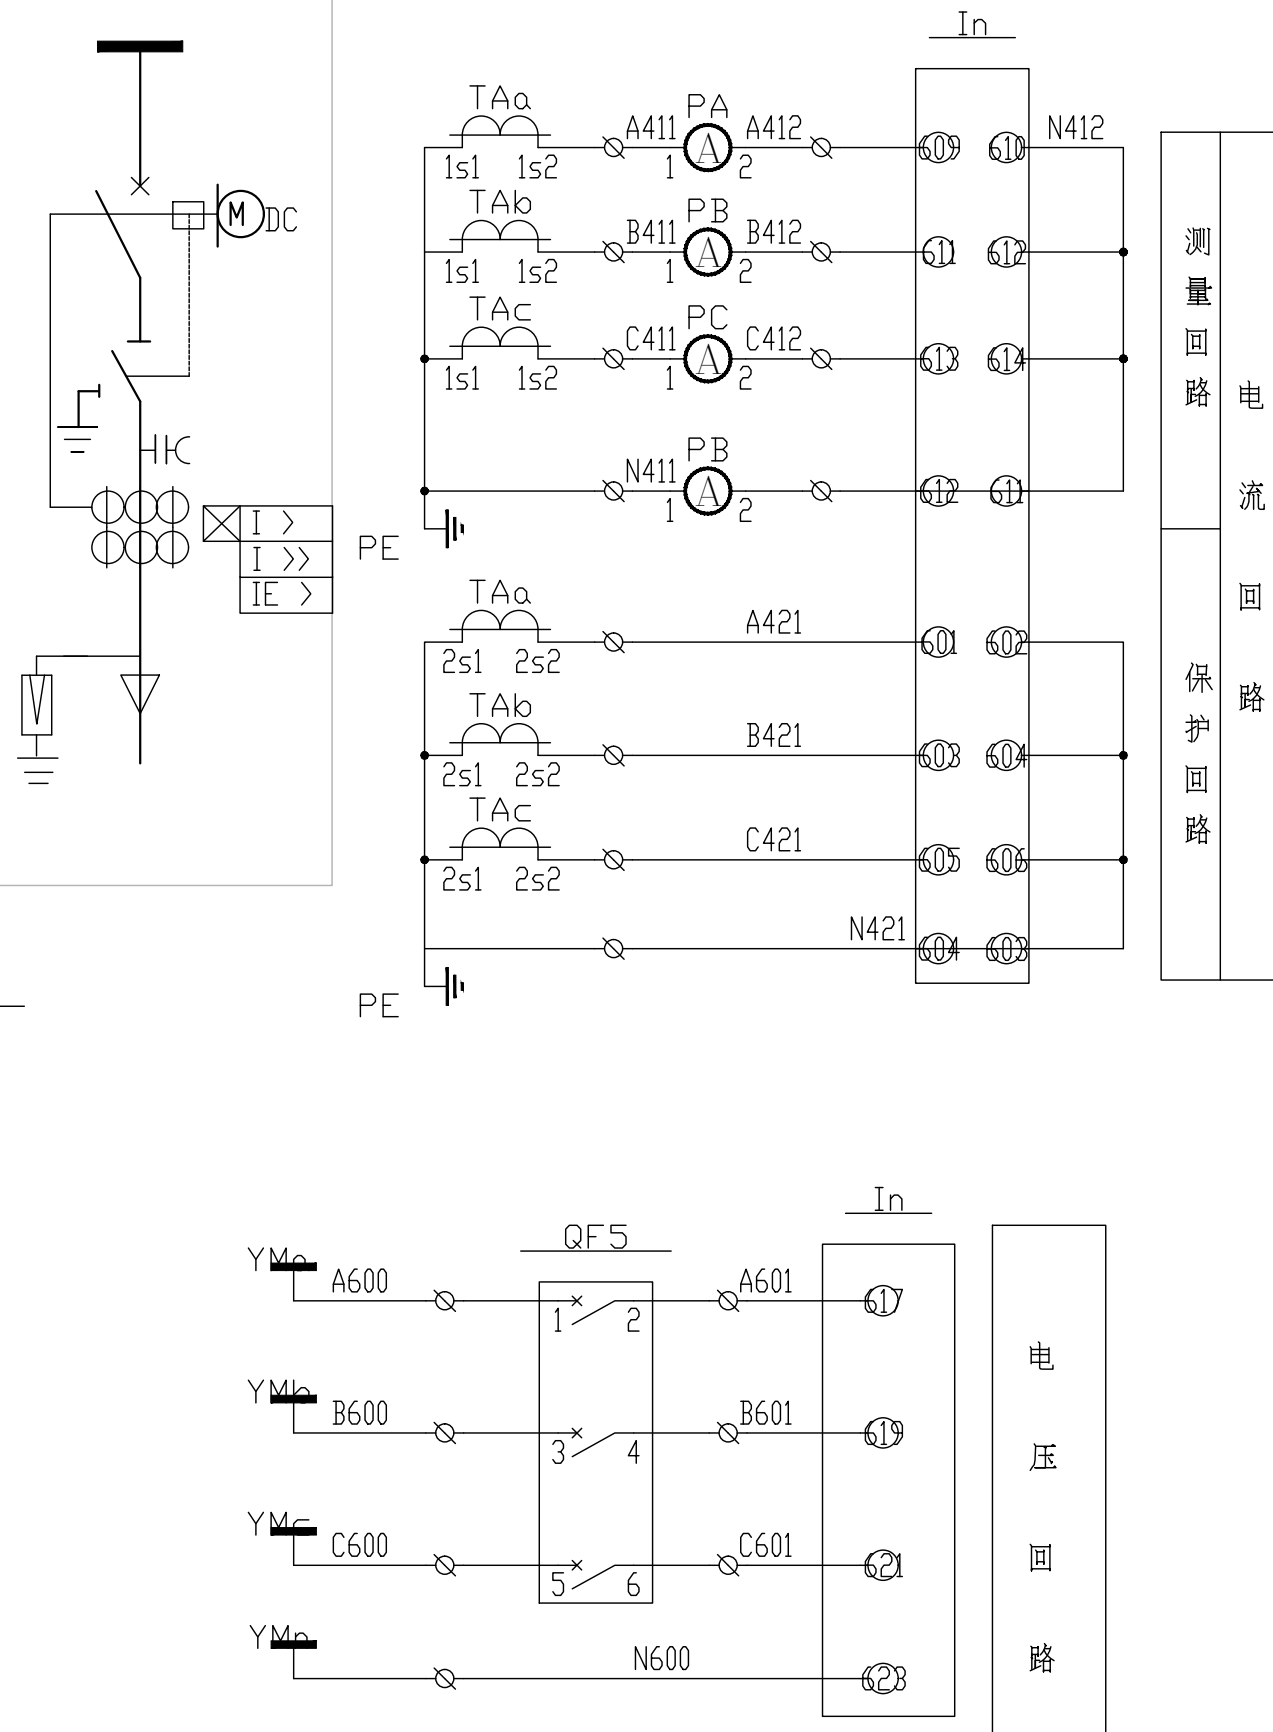 In
TAa
A411
PA
A
A412
609
610
N412
1s1
1s2
1
2
TAb
B411
PB
A
B412
611
612
1s1
1s2
1
2
TAc
C411
PC
A
C412
613
614
1s1
1s2
1
2
N411
PB
A
612
611
1
2
PE
M
DC
HC
I >
I >>
IE >
TAa
A421
601
602
2s1
2s2
TAb
B421
603
604
2s1
2s2
TAc
C421
605
606
2s1
2s2
N421
604
603
PE
测量回路
保护回路
电流回路
In
QF5
YMa
A600
1
2
A601
617
YMb
B600
3
4
B601
619
YMc
C600
5
6
C601
621
YMn
N600
623
电压回路